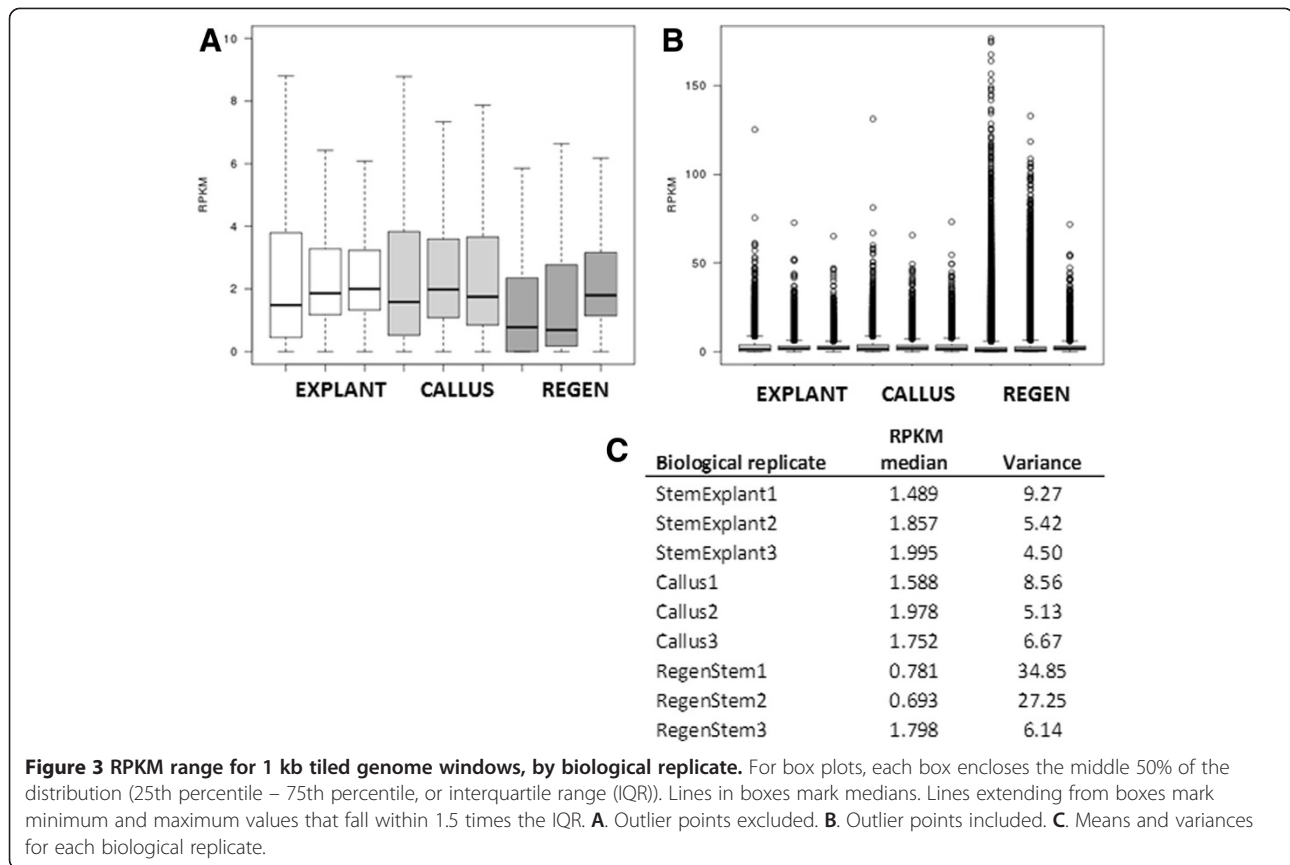 A
B
10
8
6
4
2
0
RPKM
EXPLANT CALLUS REGEN
150
100
50
0
RPKM
EXPLANT CALLUS REGEN
C
RPKM
Biological replicate median Variance
StemExplant1 1.489 9.27
StemExplant2 1.857 5.42
StemExplant3 1.995 4.50
Callus1 1.588 8.56
Callus2 1.978 5.13
Callus3 1.752 6.67
RegenStem1 0.781 34.85
RegenStem2 0.693 27.25
RegenStem3 1.798 6.14
Figure 3 RPKM range for 1 kb tiled genome windows, by biological replicate. For box plots, each box encloses the middle 50% of the
distribution (25th percentile – 75th percentile, or interquartile range (IQR)). Lines in boxes mark medians. Lines extending from boxes mark
minimum and maximum values that fall within 1.5 times the IQR. A. Outlier points excluded. B. Outlier points included. C. Means and variances
for each biological replicate.